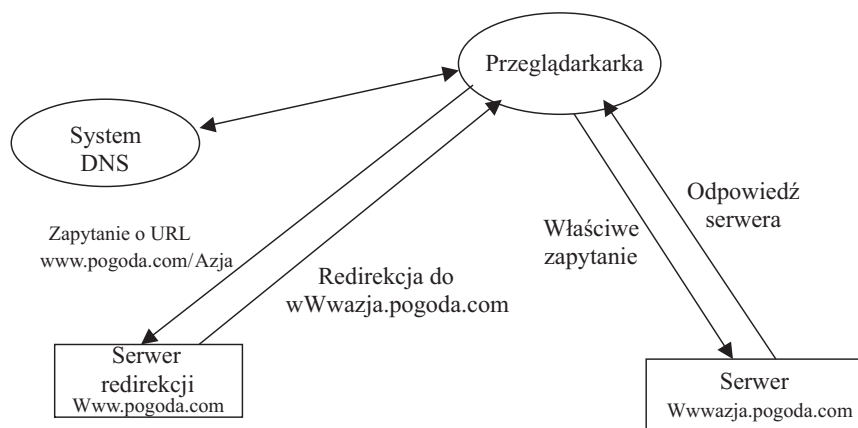 Przeglądarkarka
System
DNS
Zapytanie o URL
www.pogoda.com/Azja
Redirekcja do
wWwazja.pogoda.com
Właściwe
zapytanie
Odpowiedź
serwera
Serwer
redirekcji
Www.pogoda.com
Serwer
Wwwazja.pogoda.com